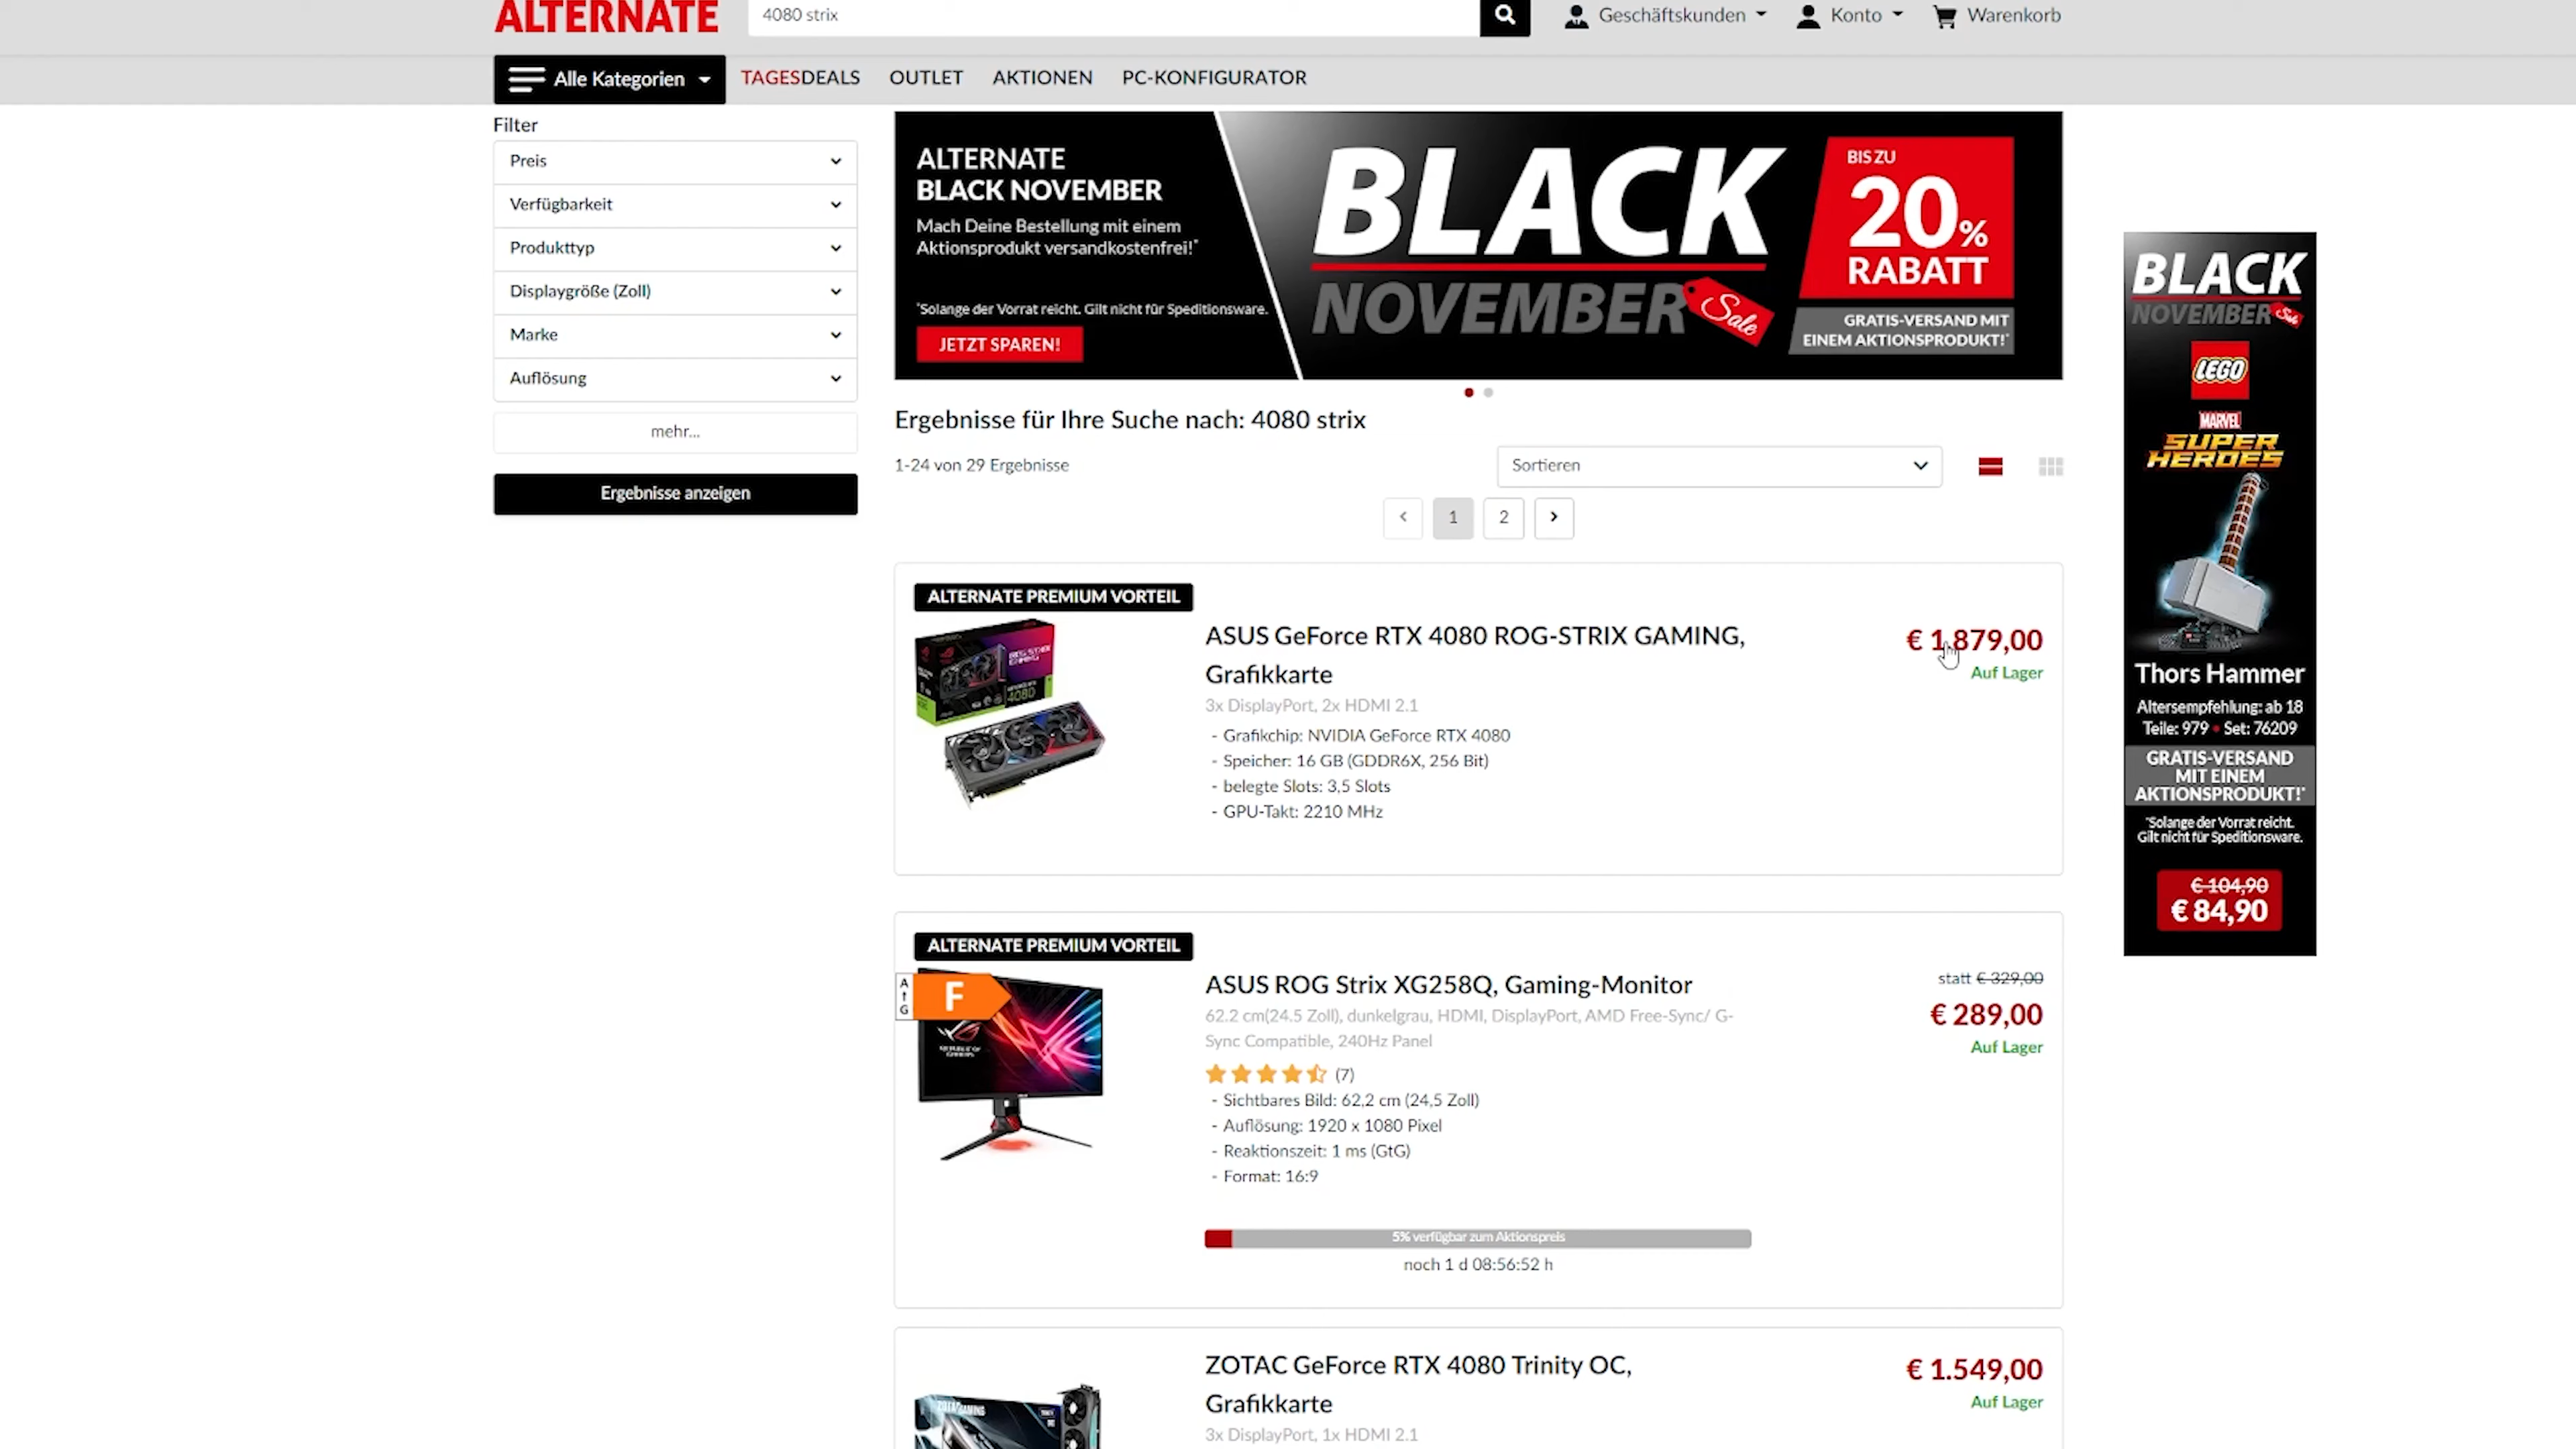 ALTERNATE
4080 strix
Geschäftskunden
Konto
Warenkorb
Alle Kategorien
TAGESDEALS
OUTLET
AKTIONEN
PC-KONFIGURATOR
Filter
Preis
Verfügbarkeit
Produkttyp
Displaygröße (Zoll)
Marke
Auflösung
mehr...
Ergebnisse anzeigen
ALTERNATE
BLACK NOVEMBER
Mach Deine Bestellung mit einem
Aktionsprodukt versandkostenfrei!*
*Solange der Vorrat reicht. Gilt nicht für Speditionsware.
JETZT SPAREN!
BLACK
NOVEMBER
Sale
BIS ZU
20%
RABATT
GRATIS-VERSAND MIT
EINEM AKTIONSPRODUKT!*
Ergebnisse für Ihre Suche nach: 4080 strix
1-24 von 29 Ergebnisse
Sortieren
1
2
ALTERNATE PREMIUM VORTEIL
ASUS GeForce RTX 4080 ROG-STRIX GAMING,
Grafikkarte
3x DisplayPort, 2x HDMI 2.1
- Grafikchip: NVIDIA GeForce RTX 4080
- Speicher: 16 GB (GDDR6X, 256 Bit)
- belegte Slots: 3,5 Slots
- GPU-Takt: 2210 MHz
€ 1.879,00
Auf Lager
ALTERNATE PREMIUM VORTEIL
A
G
F
ASUS ROG Strix XG258Q, Gaming-Monitor
62.2 cm(24.5 Zoll), dunkelgrau, HDMI, DisplayPort, AMD Free-Sync/ G-
Sync Compatible, 240Hz Panel
(7)
- Sichtbares Bild: 62,2 cm (24,5 Zoll)
- Auflösung: 1920 x 1080 Pixel
- Reaktionszeit: 1 ms (GtG)
- Format: 16:9
5% verfügbar zum Aktionspreis
noch 1 d 08:56:52 h
statt € 329,00
€ 289,00
Auf Lager
ZOTAC GeForce RTX 4080 Trinity OC,
Grafikkarte
3x DisplayPort, 1x HDMI 2.1
€ 1.549,00
Auf Lager
BLACK
NOVEMBER
Sale
LEGO
MARVEL
SUPER
HEROES
Thors Hammer
Altersempfehlung: ab 18
Teile: 979 • Set: 76209
GRATIS-VERSAND
MIT EINEM
AKTIONSPRODUKT!*
*Solange der Vorrat reicht.
Gilt nicht für Speditionsware.
€ 104,90
€ 84,90